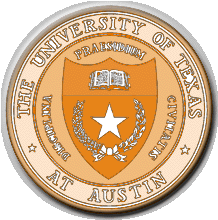 THE UNIVERSITY OF TEXAS
AT AUSTIN
PRAESIDIUM
DISCIPLINA
CIVITATIS